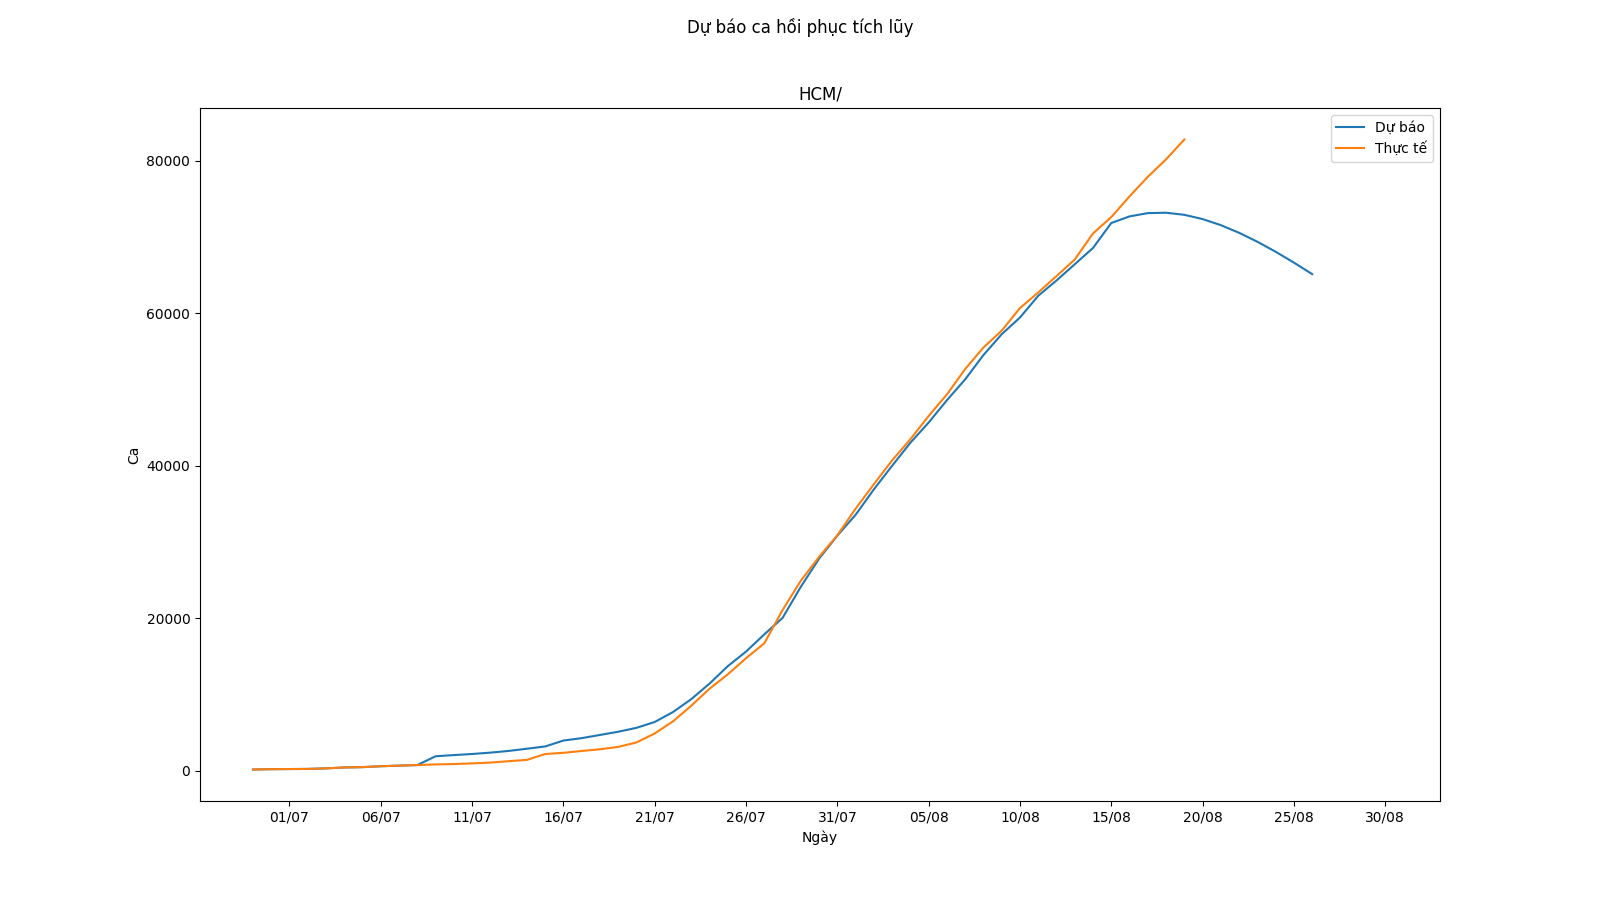 Dự báo ca hồi phục tích lũy
HCM/
Dự báo
Thực tế
80000
60000
40000
20000
0
Ca
01/07 06/07 11/07 16/07 21/07 26/07 31/07 05/08 10/08 15/08 20/08 25/08 30/08
Ngày